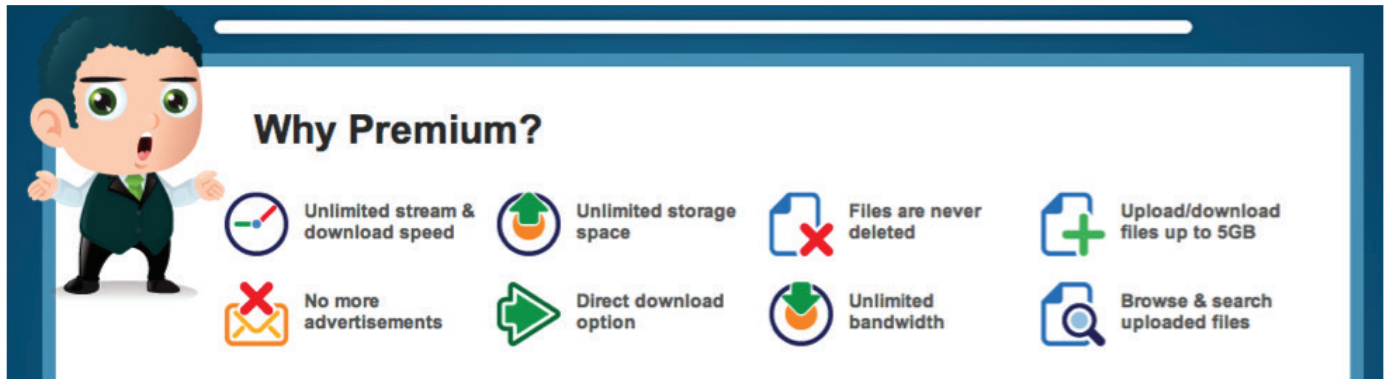 Why Premium?
Unlimited stream &
download speed
Unlimited storage
space
Files are never
deleted
Upload/download
files up to 5GB
No more
advertisements
Direct download
option
Unlimited
bandwidth
Browse & search
uploaded files